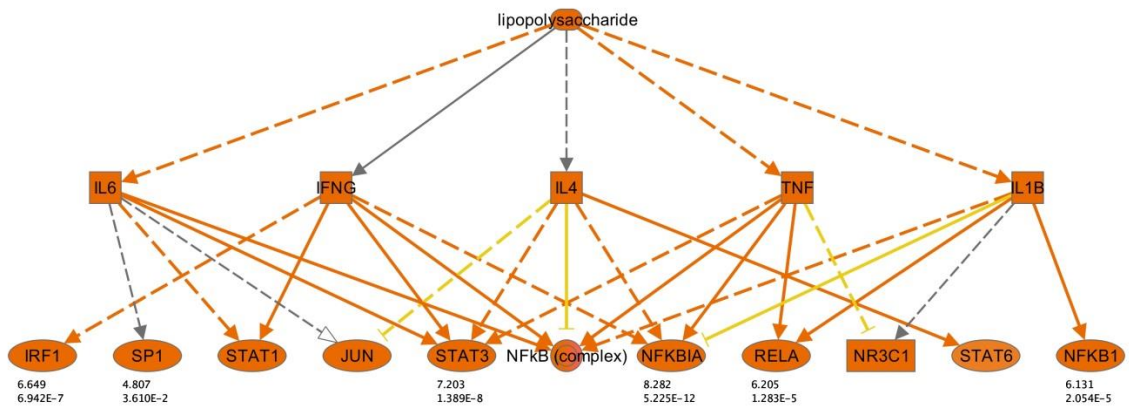 lipopolysaccharide
IL6 IFNG IL4 TNF IL1B
IRF1 SP1 STAT1 JUN STAT3 NFkB (complex) NFKBIA RELA NR3C1 STAT6 NFKB1
6.649 4.807 7.203 8.282 6.205 6.131
6.942E-7 3.610E-2 1.389E-8 5.225E-12 1.283E-5 2.054E-5